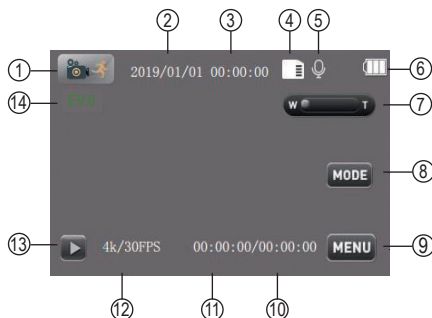 ② ③ ④ ⑤
① 2019/01/01 00:00:00 ⑥
⑭ W T ⑦
MODE ⑧
⑬ 4k/30FPS 00:00:00/00:00:00 MENU ⑨
⑫ ⑪ ⑩